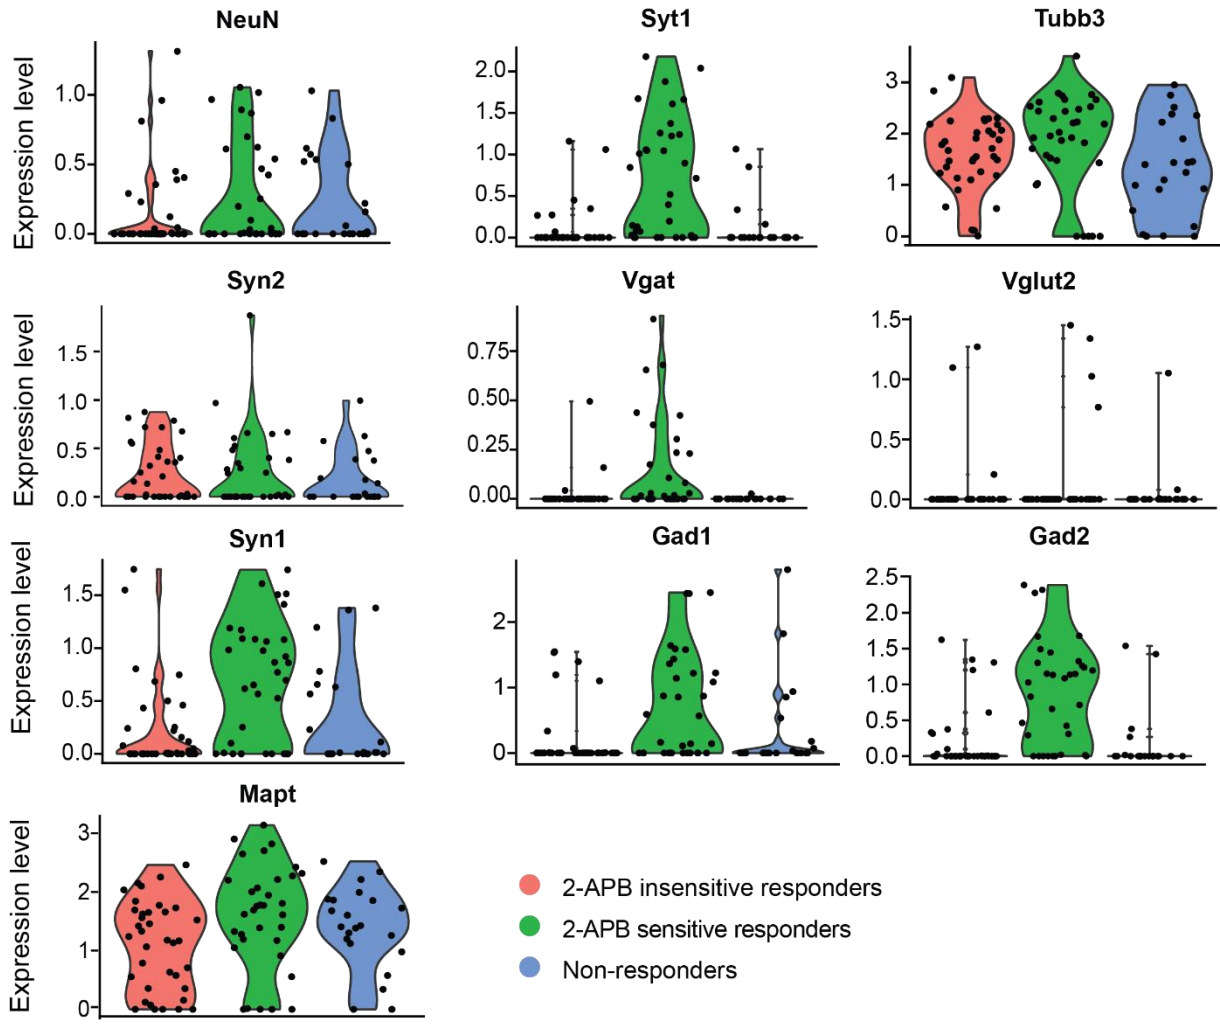 NeuN
Syt1
Tubb3
Expression level
1.0
0.5
0.0
2.0
1.5
1.0
0.5
0.0
3
2
1
0
Syn2
Vgat
Vglut2
Expression level
1.5
1.0
0.5
0.0
0.75
0.50
0.25
0.00
1.5
1.0
0.5
0.0
Syn1
Gad1
Gad2
Expression level
1.5
1.0
0.5
0.0
2
1
0
2.5
2.0
1.5
1.0
0.5
0.0
Mapt
Expression level
3
2
1
0
2-APB insensitive responders
2-APB sensitive responders
Non-responders